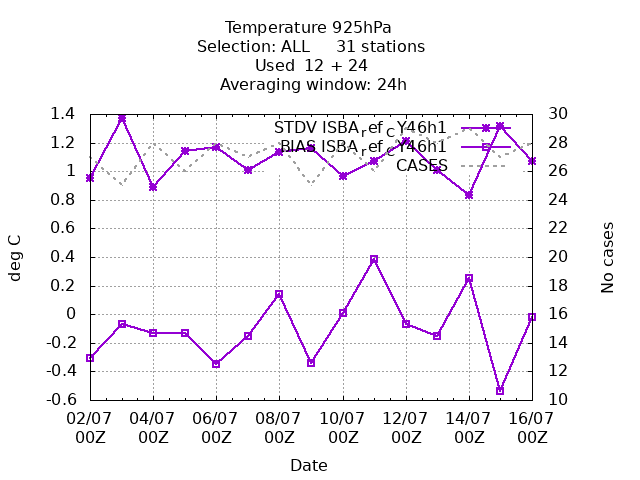 Temperature 925hPa
Selection: ALL 31 stations
Used 12 + 24
Averaging window: 24h
STDV ISBA_ref_CY46h1
BIAS ISBA_ref_CY46h1
CASES
1.4
1.2
1
0.8
0.6
0.4
0.2
0
-0.2
-0.4
-0.6
deg C
30
28
26
24
22
20
18
16
14
12
10
No cases
02/07 04/07 06/07 08/07 10/07 12/07 14/07 16/07
00Z 00Z 00Z 00Z 00Z 00Z 00Z 00Z
Date